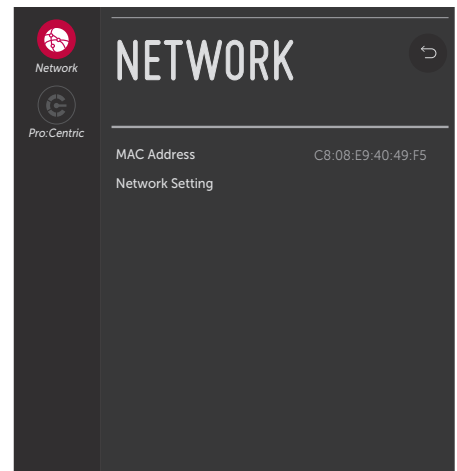 Network
Pro:Centric
NETWORK
MAC Address
C8:08:E9:40:49:F5
Network Setting